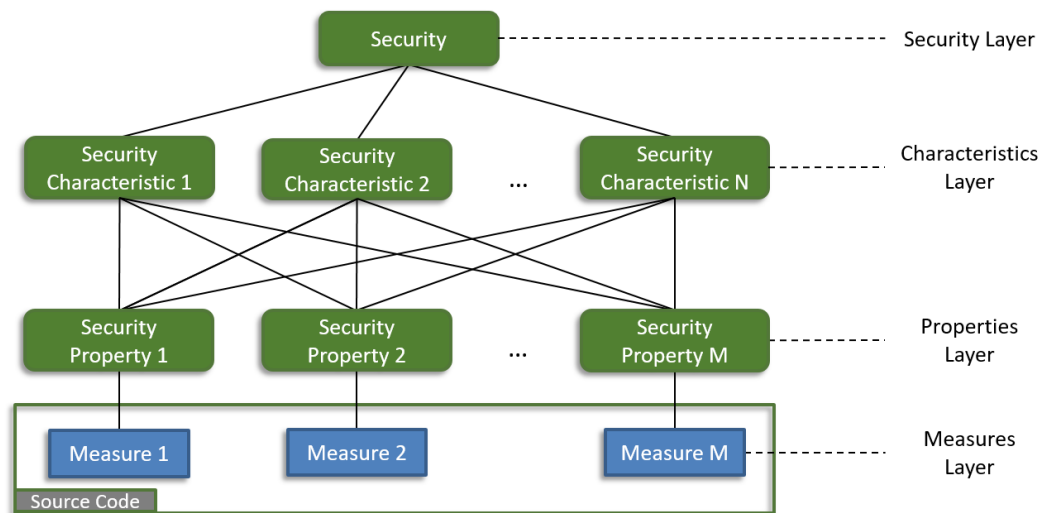 Security
Security Layer
Security
Characteristic 1
Security
Characteristic 2
...
Security
Characteristic N
Characteristics
Layer
Security
Property 1
Security
Property 2
...
Security
Property M
Properties
Layer
Measure 1
Measure 2
Measure M
Measures
Layer
Source Code